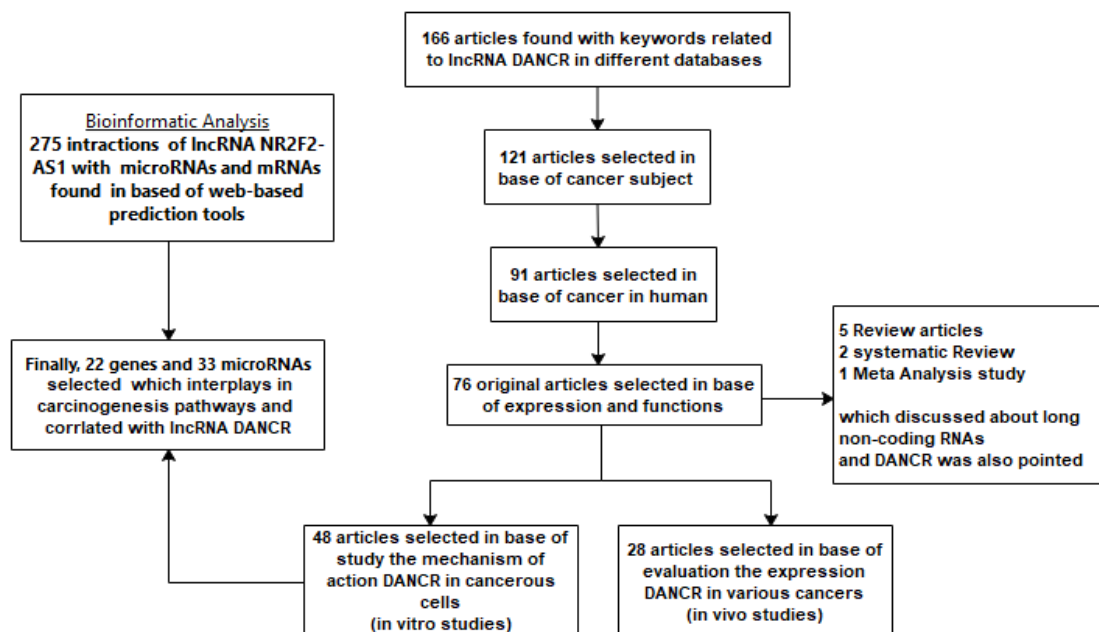 166 articles found with keywords related
to lncRNA DANCR in different databases
Bioinformatic Analysis
275 intractions of lncRNA NR2F2-
AS1 with microRNAs and mRNAs
found in based of web-based
prediction tools
121 articles selected in
base of cancer subject
91 articles selected in
base of cancer in human
5 Review articles
2 systematic Review
1 Meta Analysis study
which discussed about long
non-coding RNAs
and DANCR was also pointed
Finally, 22 genes and 33 microRNAs
selected which interplays in
carcinogenesis pathways and
corrlated with lncRNA DANCR
76 original articles selected in base
of expression and functions
48 articles selected in base of
study the mechanism of
action DANCR in cancerous
cells
(in vitro studies)
28 articles selected in base of
evaluation the expression
DANCR in various cancers
(in vivo studies)